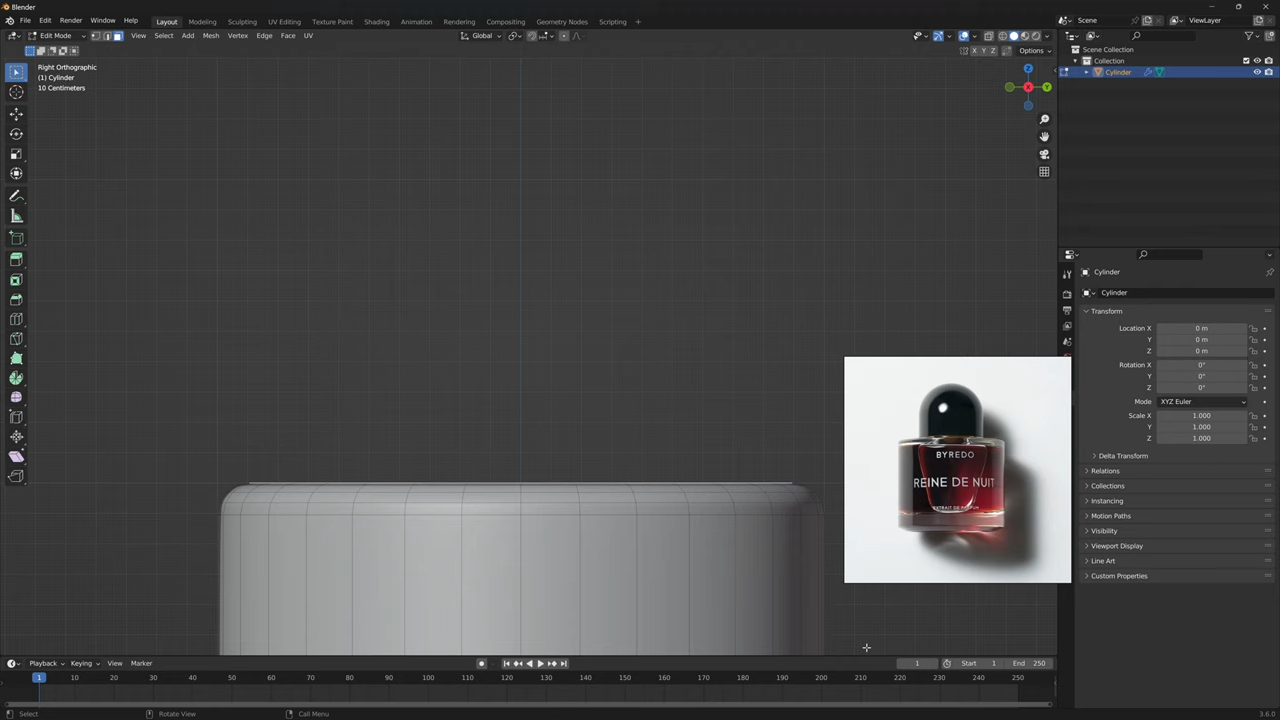 Blender
File Edit Render Window Help Layout Modeling Sculpting UV Editing Texture Paint Shading Animation Rendering Compositing Geometry Nodes Scripting + Scene ViewLayer
Edit Mode View Select Add Mesh Vertex Edge Face UV Global
X Y Z Options
Right Orthographic
(1) Cylinder
10 Centimeters
Z
Y
X
Scene Collection
Collection
Cylinder
Cylinder
Cylinder
Transform
Location X 0 m
Y 0 m
Z 0 m
Rotation X 0°
Y 0°
Z 0°
Mode XYZ Euler
Scale X 1.000
Y 1.000
Z 1.000
Delta Transform
Relations
Collections
Instancing
Motion Paths
Visibility
Viewport Display
Line Art
Custom Properties
BYREDO
REINE DE NUIT
EXTRAIT DE PARFUM
Playback Keying View Marker 1 Start 1 End 250
1 10 20 30 40 50 60 70 80 90 100 110 120 130 140 150 160 170 180 190 200 210 220 230 240 250
Select Rotate View Call Menu 3.6.0